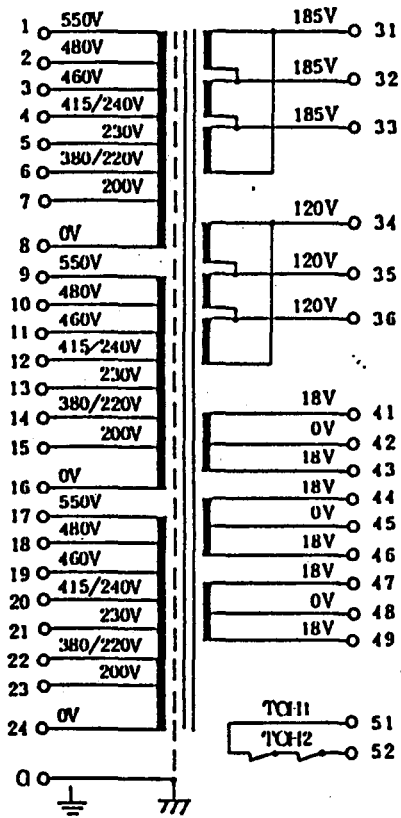 1 550V
2 480V
3 460V
4 415/240V
5 230V
6 380/220V
7 200V
8 0V
9 550V
10 480V
11 460V
12 415/240V
13 230V
14 380/220V
15 200V
16 0V
17 550V
18 480V
19 460V
20 415/240V
21 230V
22 380/220V
23 200V
24 0V
G
185V 31
185V 32
185V 33
120V 34
120V 35
120V 36
18V 41
0V 42
18V 43
18V 44
0V 45
18V 46
18V 47
0V 48
18V 49
TOH1 51
TOH2 52